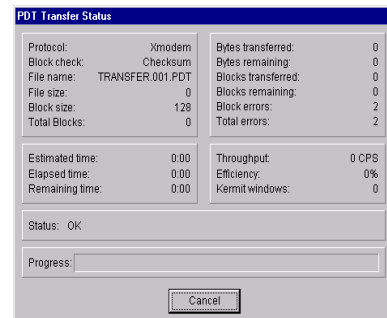 PDT Transfer Status
Protocol: Xmodem
Block check: Checksum
File name: TRANSFER.001.PDT
File size: 0
Block size: 128
Total Blocks: 0
Bytes transferred: 0
Bytes remaining: 0
Blocks transferred: 0
Blocks remaining: 0
Block errors: 2
Total errors: 2
Estimated time: 0:00
Elapsed time: 0:00
Remaining time: 0:00
Throughput: 0 CPS
Efficiency: 0%
Kermit windows: 0
Status: OK
Progress:
Cancel